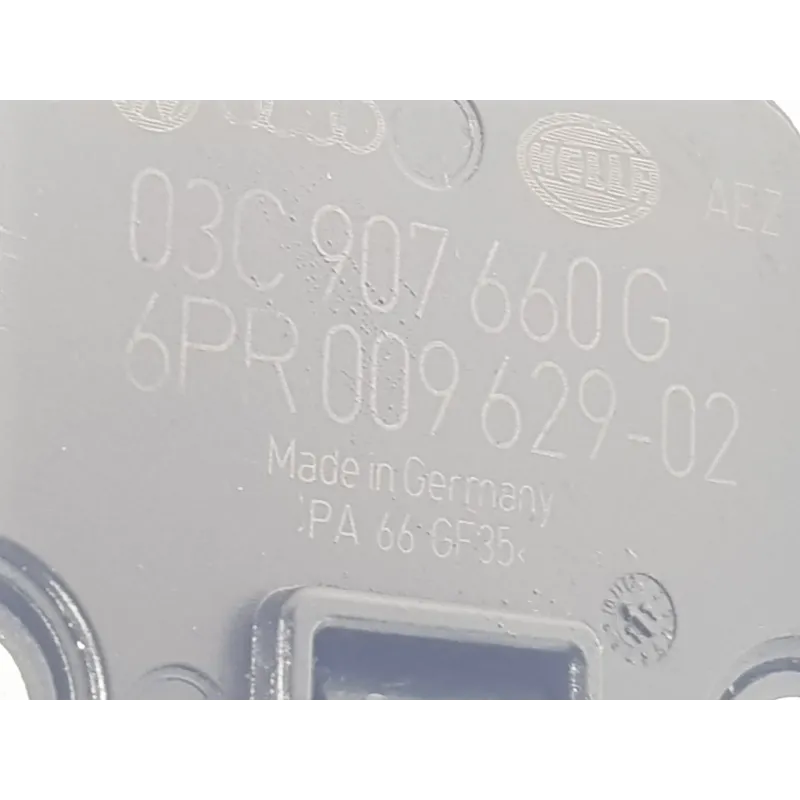 HELLA
AEZ
03C 907 660 G
6PR 009 629-02
Made in Germany
>PA 66 GF35<